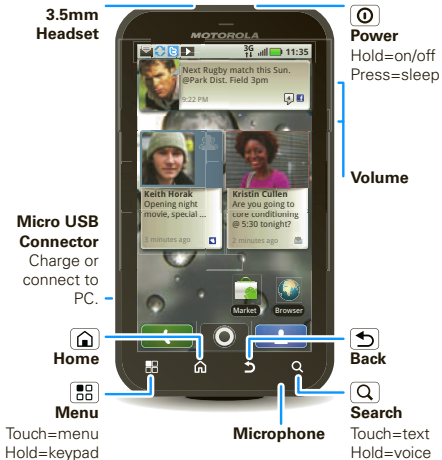 3.5mm
Headset
Power
Hold=on/off
Press=sleep
MOTOROLA
3G
11:35
Next Rugby match this Sun.
@Park Dist. Field 3pm
9:22 PM
4
Volume
Keith Horak
Opening night
movie, special ...
3 minutes ago
Kristin Cullen
Are you going to
core conditioning
@ 5:30 tonight?
2 minutes ago
Micro USB
Connector
Charge or
connect to
PC.
Market
Browser
Home
Back
Menu
Touch=menu
Hold=keypad
Microphone
Search
Touch=text
Hold=voice